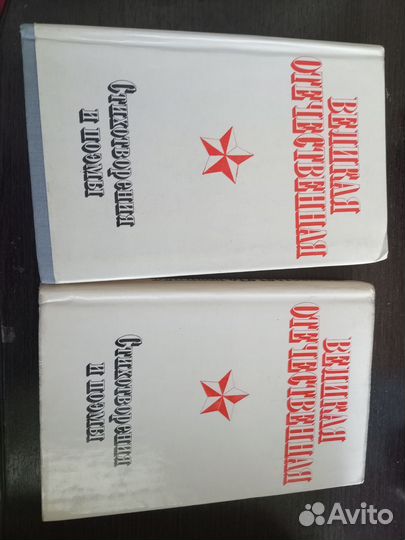 ВЕЛИКАЯ
ОТЕЧЕСТВЕННАЯ
Стихотворения
и поэмы
ВЕЛИКАЯ
ОТЕЧЕСТВЕННАЯ
Стихотворения
и поэмы
Avito